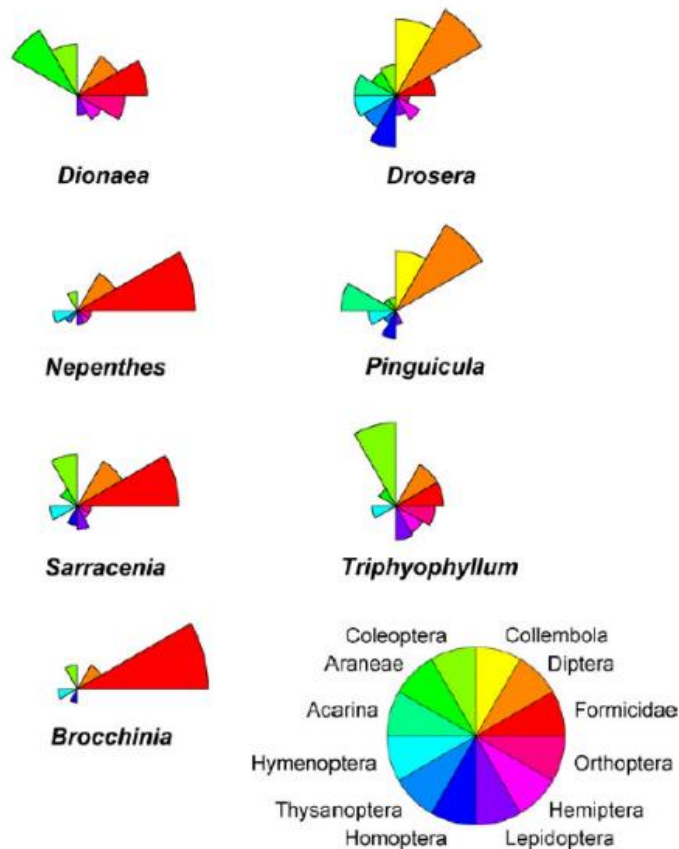 Dionaea
Drosera
Nepenthes
Pinguicula
Sarracenia
Triphyophyllum
Brocchinia
Coleoptera
Collembola
Araneae
Diptera
Acarina
Formicidae
Hymenoptera
Orthoptera
Thysanoptera
Hemiptera
Homoptera
Lepidoptera